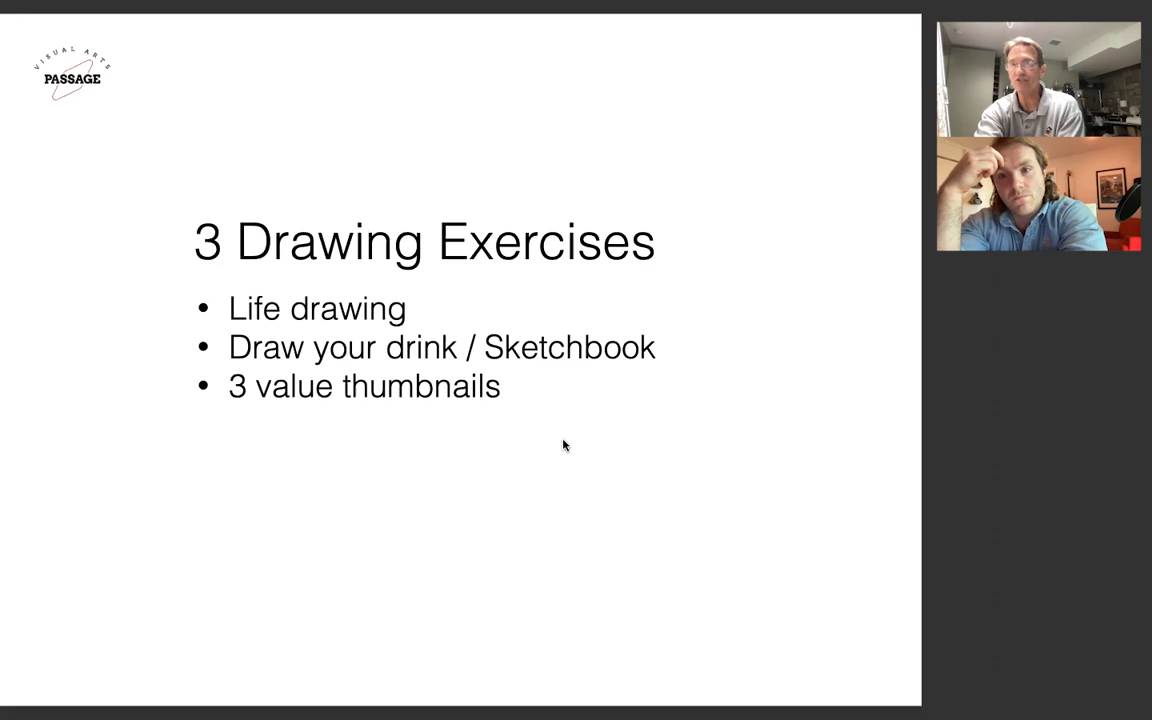 VISUAL ARTS
PASSAGE
3 Drawing Exercises
• Life drawing
• Draw your drink / Sketchbook
• 3 value thumbnails